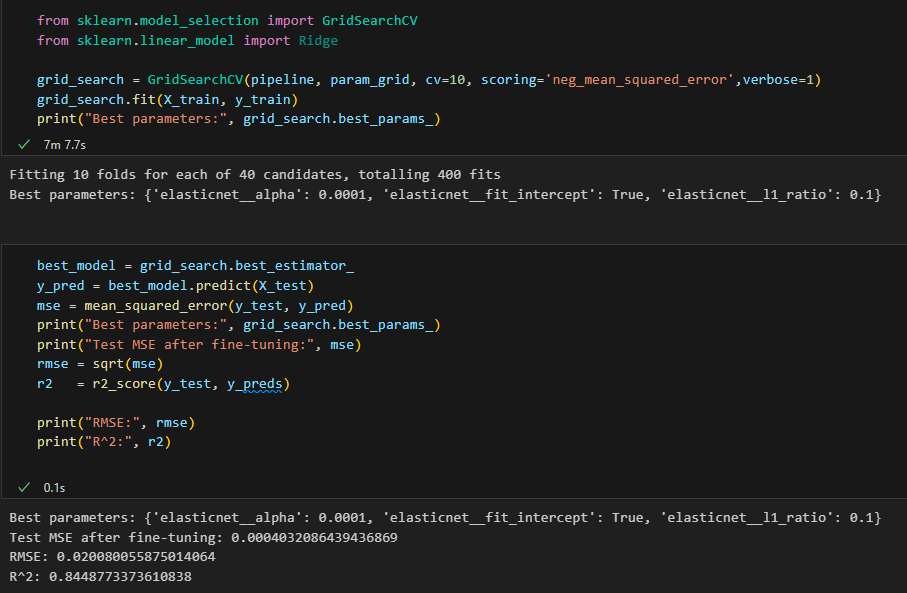 from sklearn.model_selection import GridSearchCV
from sklearn.linear_model import Ridge
grid_search = GridSearchCV(pipeline, param_grid, cv=10, scoring='neg_mean_squared_error',verbose=1)
grid_search.fit(X_train, y_train)
print("Best parameters:", grid_search.best_params_)
7m 7.7s
Fitting 10 folds for each of 40 candidates, totalling 400 fits
Best parameters: {'elasticnet__alpha': 0.0001, 'elasticnet__fit_intercept': True, 'elasticnet__l1_ratio': 0.1}
best_model = grid_search.best_estimator_
y_pred = best_model.predict(X_test)
mse = mean_squared_error(y_test, y_pred)
print("Best parameters:", grid_search.best_params_)
print("Test MSE after fine-tuning:", mse)
rmse = sqrt(mse)
r2   = r2_score(y_test, y_preds)
print("RMSE:", rmse)
print("R^2:", r2)
0.1s
Best parameters: {'elasticnet__alpha': 0.0001, 'elasticnet__fit_intercept': True, 'elasticnet__l1_ratio': 0.1}
Test MSE after fine-tuning: 0.0004032086439436869
RMSE: 0.020080055875014064
R^2: 0.8448773373610838